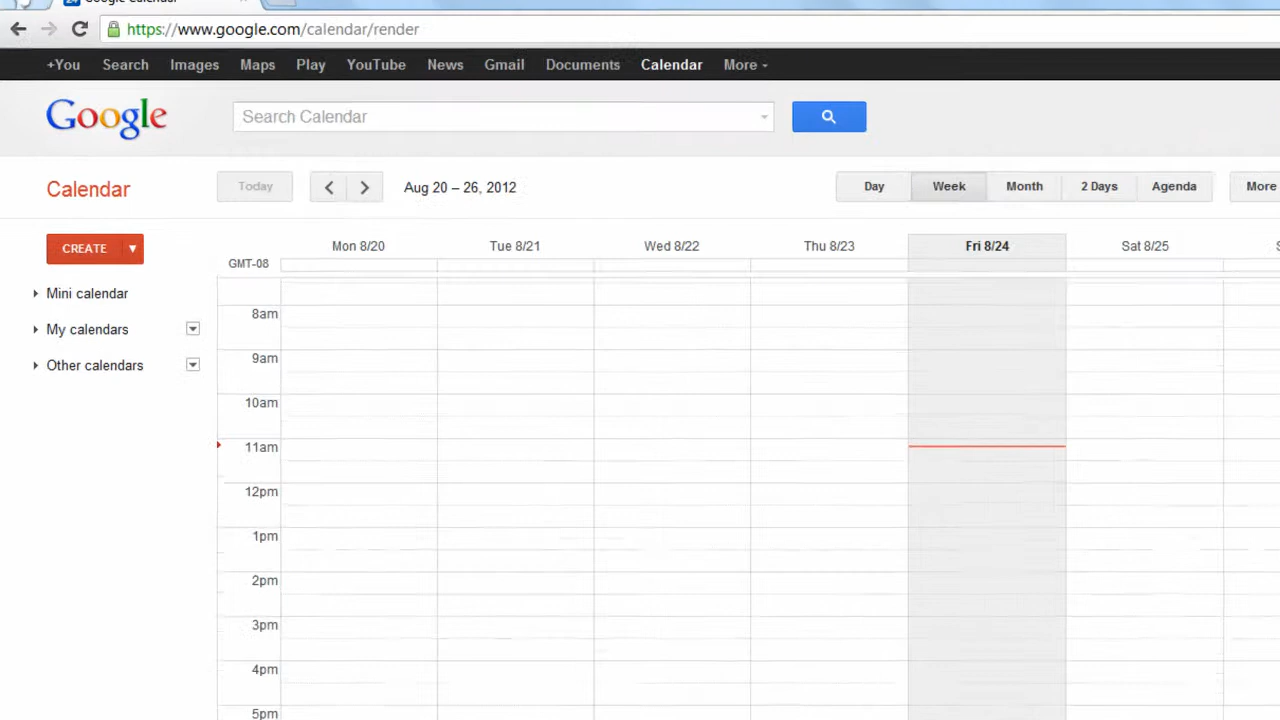 Google Calendar
https://www.google.com/calendar/render
+You Search Images Maps Play YouTube News Gmail Documents Calendar More
Google
Search Calendar
Calendar
Today
Aug 20 – 26, 2012
Day Week Month 2 Days Agenda More
CREATE
Mon 8/20 Tue 8/21 Wed 8/22 Thu 8/23 Fri 8/24 Sat 8/25
GMT-08
Mini calendar
My calendars
Other calendars
8am
9am
10am
11am
12pm
1pm
2pm
3pm
4pm
5pm